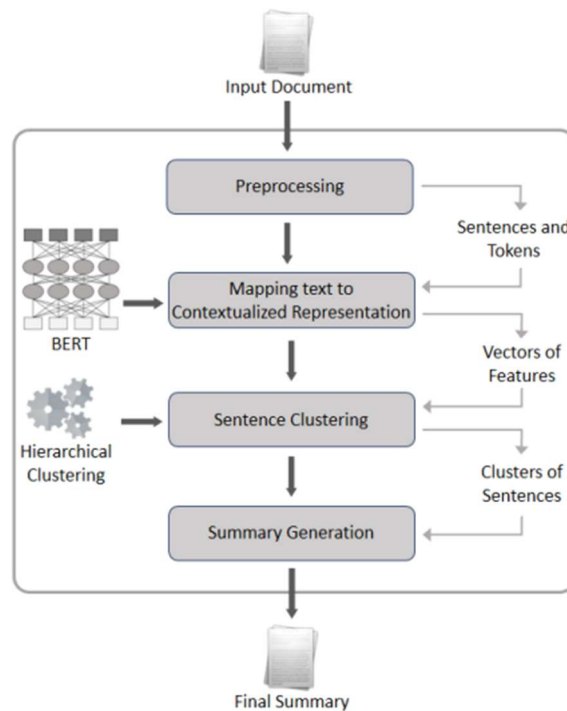 Input Document
Preprocessing
Sentences and
Tokens
Mapping text to
Contextualized Representation
BERT
Vectors of
Features
Sentence Clustering
Hierarchical
Clustering
Clusters of
Sentences
Summary Generation
Final Summary